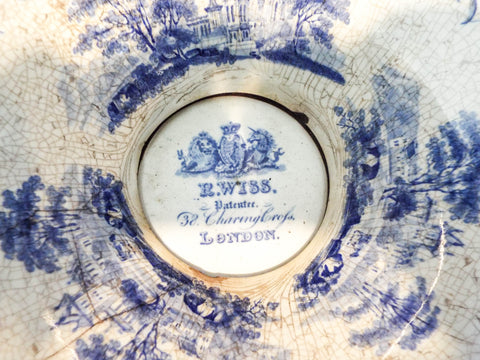 R. WISS.
Patentee.
38 Charing Cross,
LONDON.